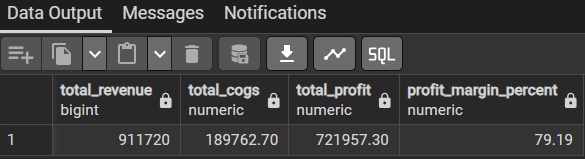 Data Output Messages Notifications
SQL
total_revenue total_cogs total_profit profit_margin_percent
bigint numeric numeric numeric
1 911720 189762.70 721957.30 79.19